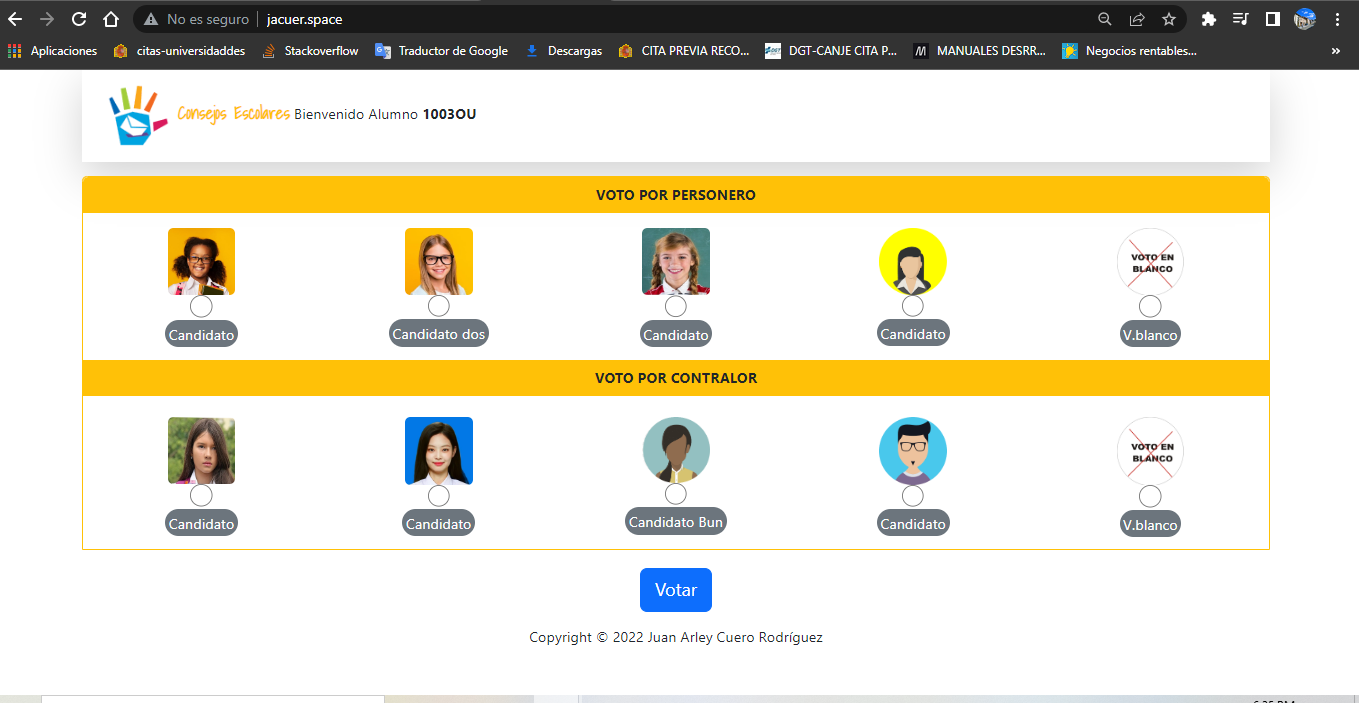 No es seguro jacuer.space
Aplicaciones citas-universidaddes Stackoverflow Traductor de Google Descargas CITA PREVIA RECO... DGT-CANJE CITA P... MANUALES DESRR... Negocios rentables... »
Consejos Escolares Bienvenido Alumno 1003OU
VOTO POR PERSONERO
VOTO EN
BLANCO
Candidato Candidato dos Candidato Candidato V.blanco
VOTO POR CONTRALOR
VOTO EN
BLANCO
Candidato Candidato Candidato Bun Candidato V.blanco
Votar
Copyright © 2022 Juan Arley Cuero Rodríguez